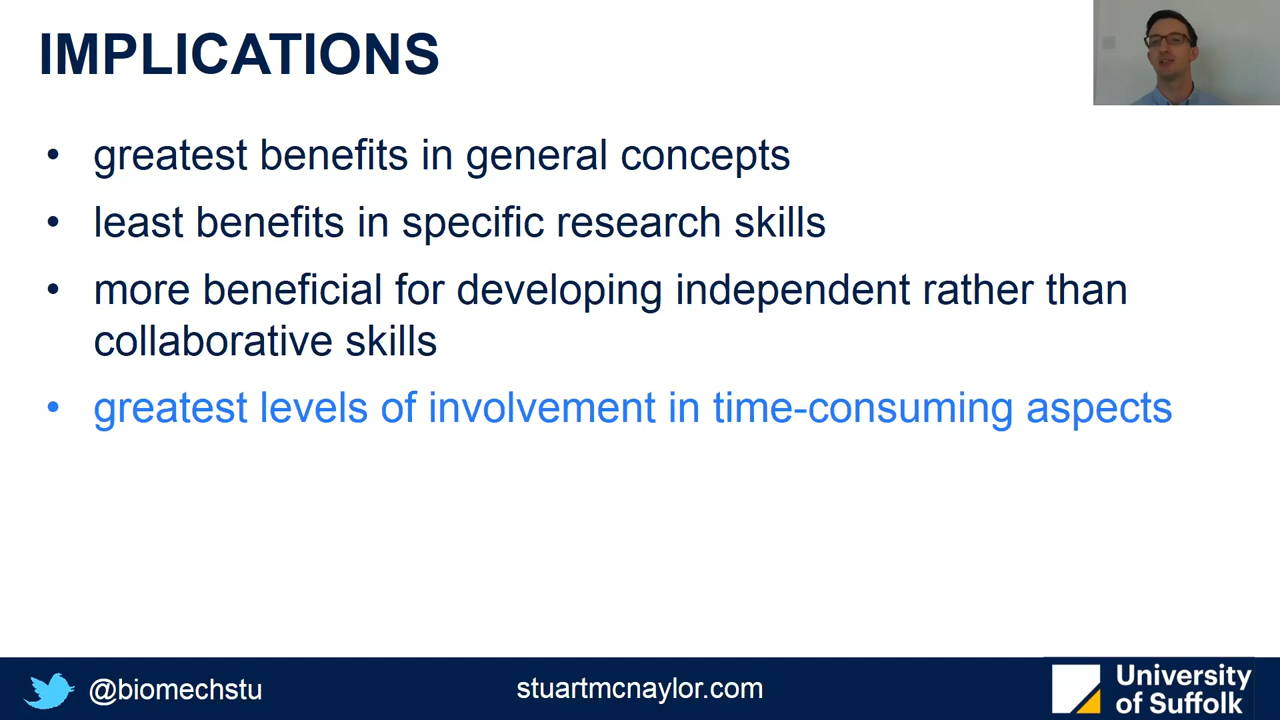 IMPLICATIONS
• greatest benefits in general concepts
• least benefits in specific research skills
• more beneficial for developing independent rather than
collaborative skills
• greatest levels of involvement in time-consuming aspects
@biomechstu
stuartmcnaylor.com
University
of Suffolk